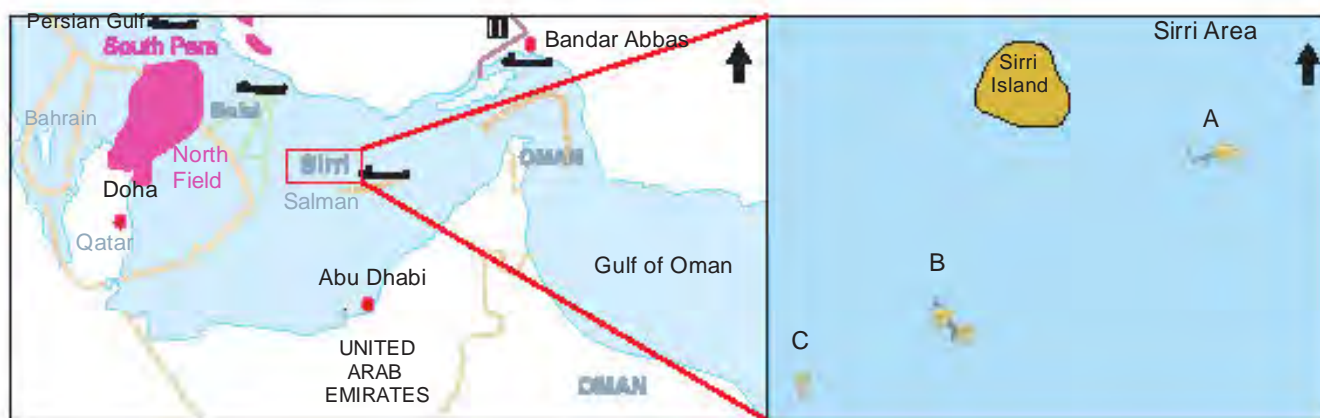 Persian Gulf
South Pars
Bandar Abbas
Bahrain
North
Field
Sirri
OMAN
Doha
Salman
Qatar
Gulf of Oman
Abu Dhabi
UNITED
ARAB
EMIRATES
OMAN
Sirri Area
Sirri
Island
A
B
C